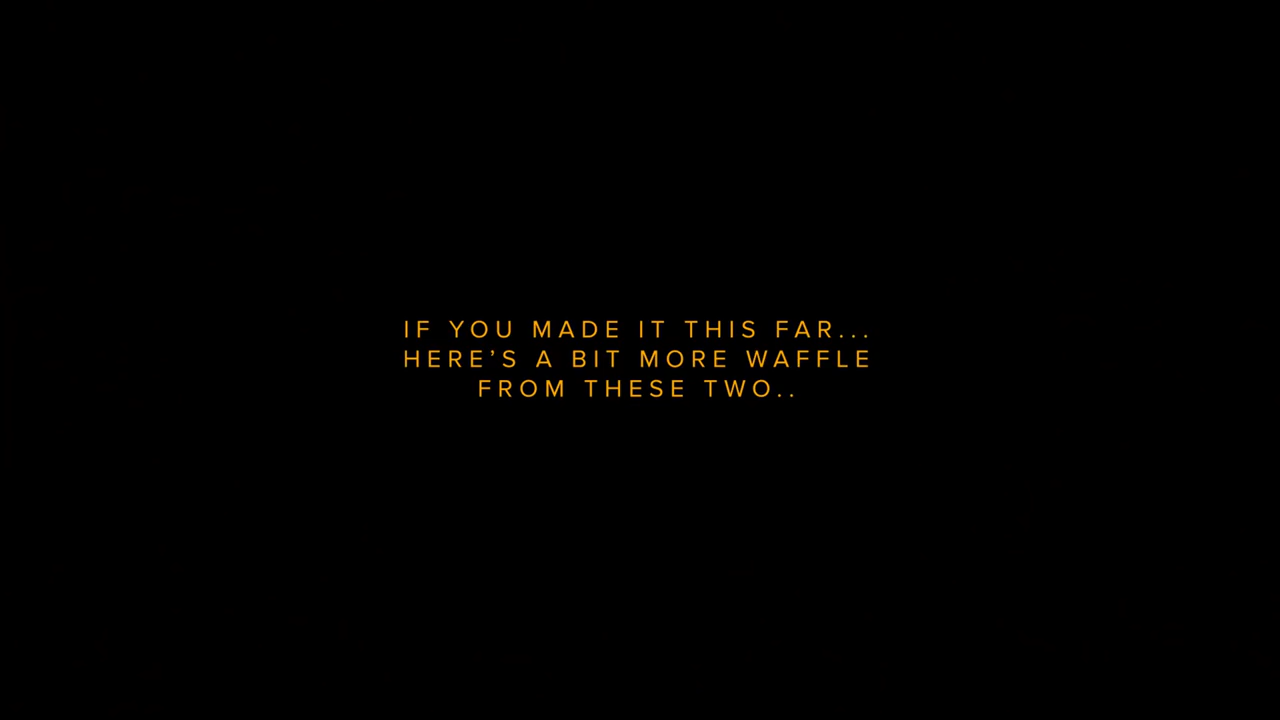 IF YOU MADE IT THIS FAR...
HERE’S A BIT MORE WAFFLE
FROM THESE TWO..